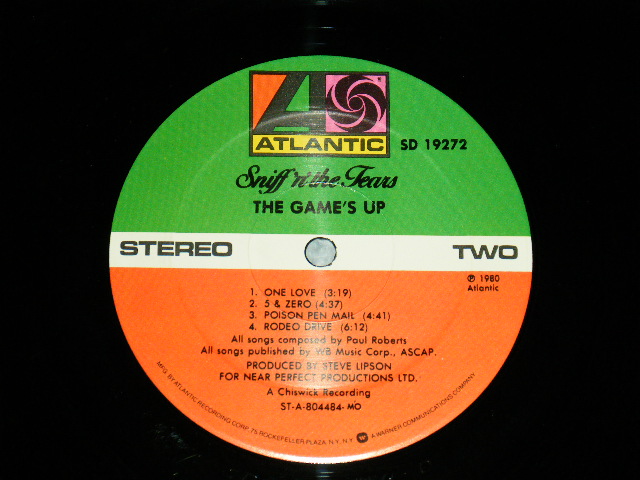 ATLANTIC
SD 19272
Sniff 'n' the Tears
THE GAME'S UP
STEREO TWO
℗ 1980
Atlantic
1. ONE LOVE (3:19)
2. 5 & ZERO (4:37)
3. POISON PEN MAIL (4:41)
4. RODEO DRIVE (6:12)
All songs composed by Paul Roberts
All songs published by WB Music Corp., ASCAP.
PRODUCED BY STEVE LIPSON
FOR NEAR PERFECT PRODUCTIONS LTD.
A Chiswick Recording
ST-A-804484-MO
MFG. BY ATLANTIC RECORDING CORP., 75 ROCKEFELLER PLAZA, N.Y., N.Y. A WARNER COMMUNICATIONS COMPANY